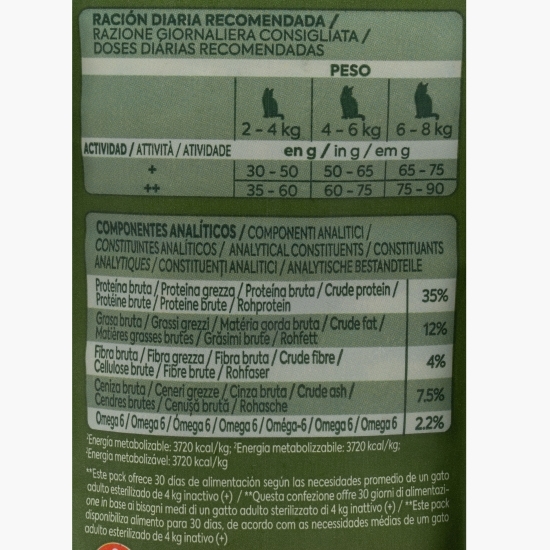 RACIÓN DIARIA RECOMENDADA /
RAZIONE GIORNALIERA CONSIGLIATA /
DOSES DIÁRIAS RECOMENDADAS
PESO
2 - 4 kg 4 - 6 kg 6 - 8 kg
ACTIVIDAD / ATTIVITÀ / ATIVIDADE en g / in g / em g
+ 30 - 50 50 - 65 65 - 75
++ 35 - 60 60 - 75 75 - 90
COMPONENTES ANALÍTICOS / COMPONENTI ANALITICI /
CONSTITUINTES ANALÍTICOS / ANALYTICAL CONSTITUENTS / CONSTITUANTS
ANALYTIQUES / CONSTITUENȚI ANALITICI / ANALYTISCHE BESTANDTEILE
Proteína bruta / Proteina grezza / Proteína bruta / Crude protein /
Protéine brute / Proteine brute / Rohprotein 35%
Grasa bruta / Grassi grezzi / Matéria gorda bruta / Crude fat /
Matières grasses brutes / Grăsimi brute / Rohfett 12%
Fibra bruta / Fibra grezza / Fibra bruta / Crude fibre /
Cellulose brute / Fibre brute / Rohfaser 4%
Ceniza bruta / Ceneri grezze / Cinza bruta / Crude ash /
Cendres brutes / Cenușă brută / Rohasche 7.5%
Omega 6 / Omega 6 / Ómega 6 / Omega 6 / Oméga-6 / Omega 6 / Omega 6 2.2%
¹Energía metabolizable: 3720 kcal/kg; ¹Energia metabolizzabile: 3720 kcal/kg;
¹Energia metabolizável: 3720 kcal/kg
**Este pack ofrece 30 días de alimentación según las necesidades promedio de un gato
adulto esterilizado de 4 kg inactivo (+) / **Questa confezione offre 30 giorni di alimentazi-
one in base ai bisogni medi di un gatto adulto sterilizzato di 4 kg inattivo (+) / **Este pack
disponibiliza alimento para 30 dias, de acordo com as necessidades médias de um gato
adulto esterilizado de 4 kg inativo (+)